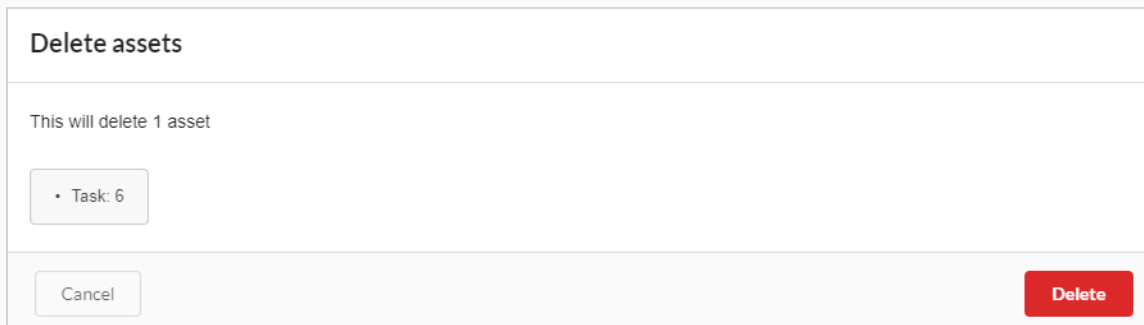 Delete assets
This will delete 1 asset
• Task: 6
Cancel
Delete